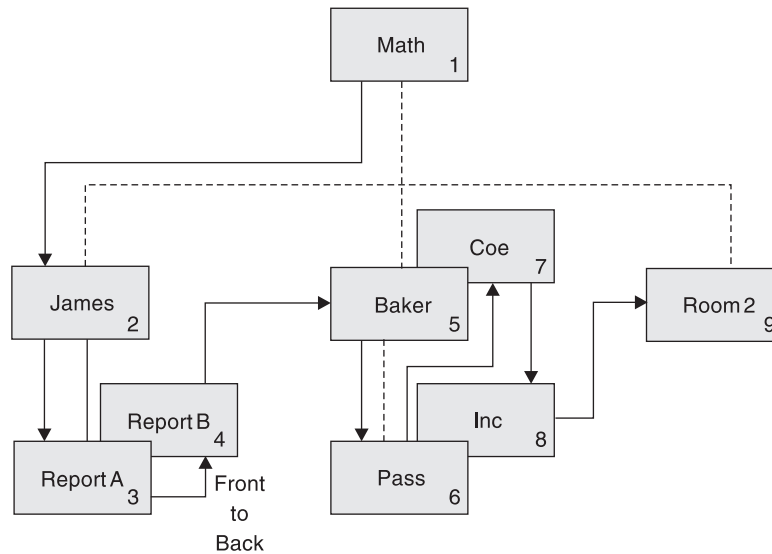 Math
1
James
2
Report A
3
Report B
4
Front
to
Back
Baker
5
Pass
6
Coe
7
Inc
8
Room 2
9